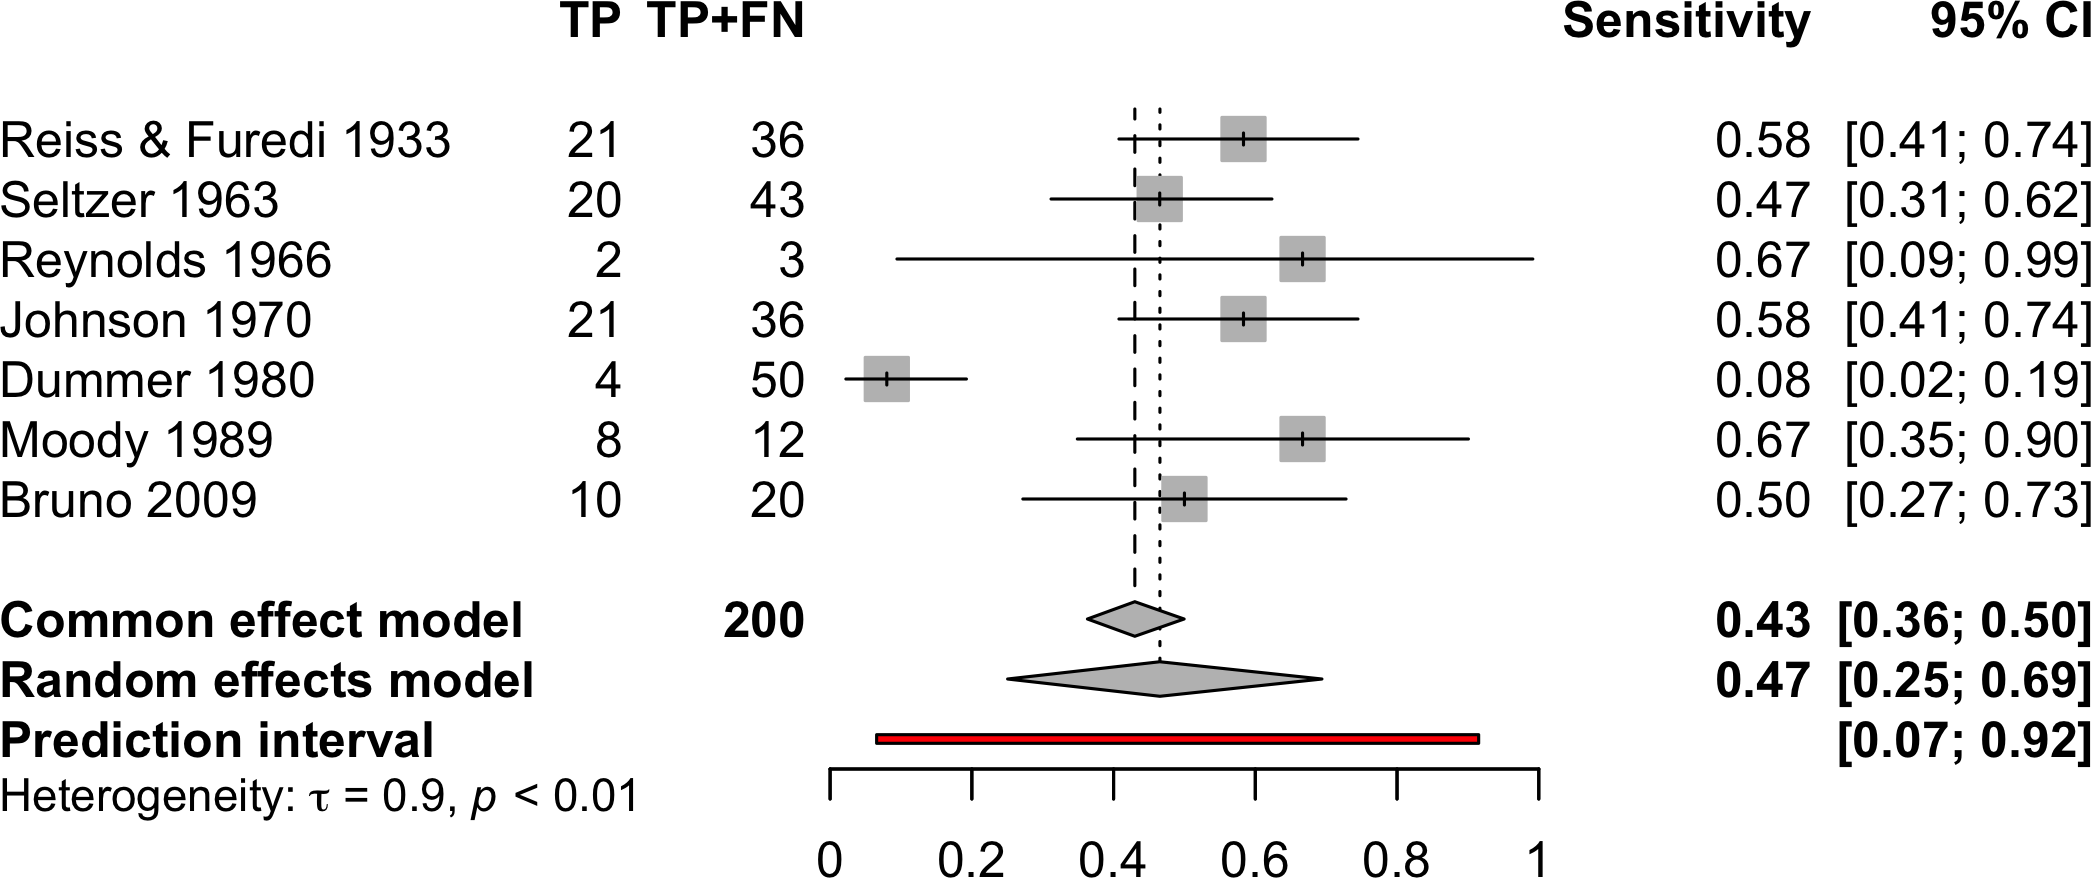 TP TP+FN Sensitivity 95% CI
Reiss & Furedi 1933 21 36 0.58 [0.41; 0.74]
Seltzer 1963 20 43 0.47 [0.31; 0.62]
Reynolds 1966 2 3 0.67 [0.09; 0.99]
Johnson 1970 21 36 0.58 [0.41; 0.74]
Dummer 1980 4 50 0.08 [0.02; 0.19]
Moody 1989 8 12 0.67 [0.35; 0.90]
Bruno 2009 10 20 0.50 [0.27; 0.73]
Common effect model 200 0.43 [0.36; 0.50]
Random effects model 0.47 [0.25; 0.69]
Prediction interval [0.07; 0.92]
Heterogeneity: τ = 0.9, p < 0.01
0 0.2 0.4 0.6 0.8 1